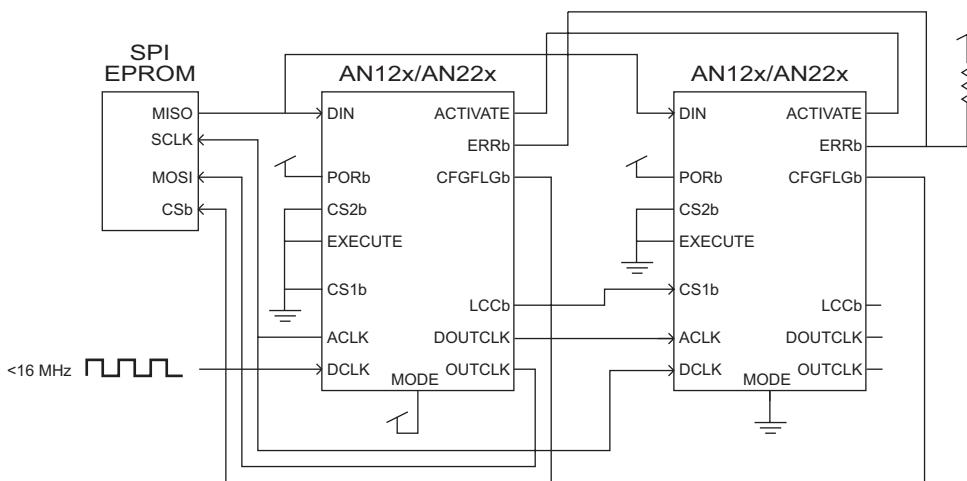 SPI
EPROM
MISO
SCLK
MOSI
CSb
AN12x/AN22x
DIN
PORb
CS2b
EXECUTE
CS1b
ACLK
DCLK
MODE
ACTIVATE
ERRb
CFGFLGb
LCCb
DOUTCLK
OUTCLK
AN12x/AN22x
DIN
PORb
CS2b
EXECUTE
CS1b
ACLK
DCLK
MODE
ACTIVATE
ERRb
CFGFLGb
LCCb
DOUTCLK
OUTCLK
<16 MHz